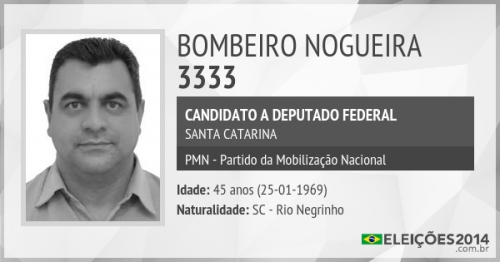 BOMBEIRO NOGUEIRA
3333
CANDIDATO A DEPUTADO FEDERAL
SANTA CATARINA
PMN - Partido da Mobilização Nacional
Idade: 45 anos (25-01-1969)
Naturalidade: SC - Rio Negrinho
ELEIÇÕES2014
.com.br